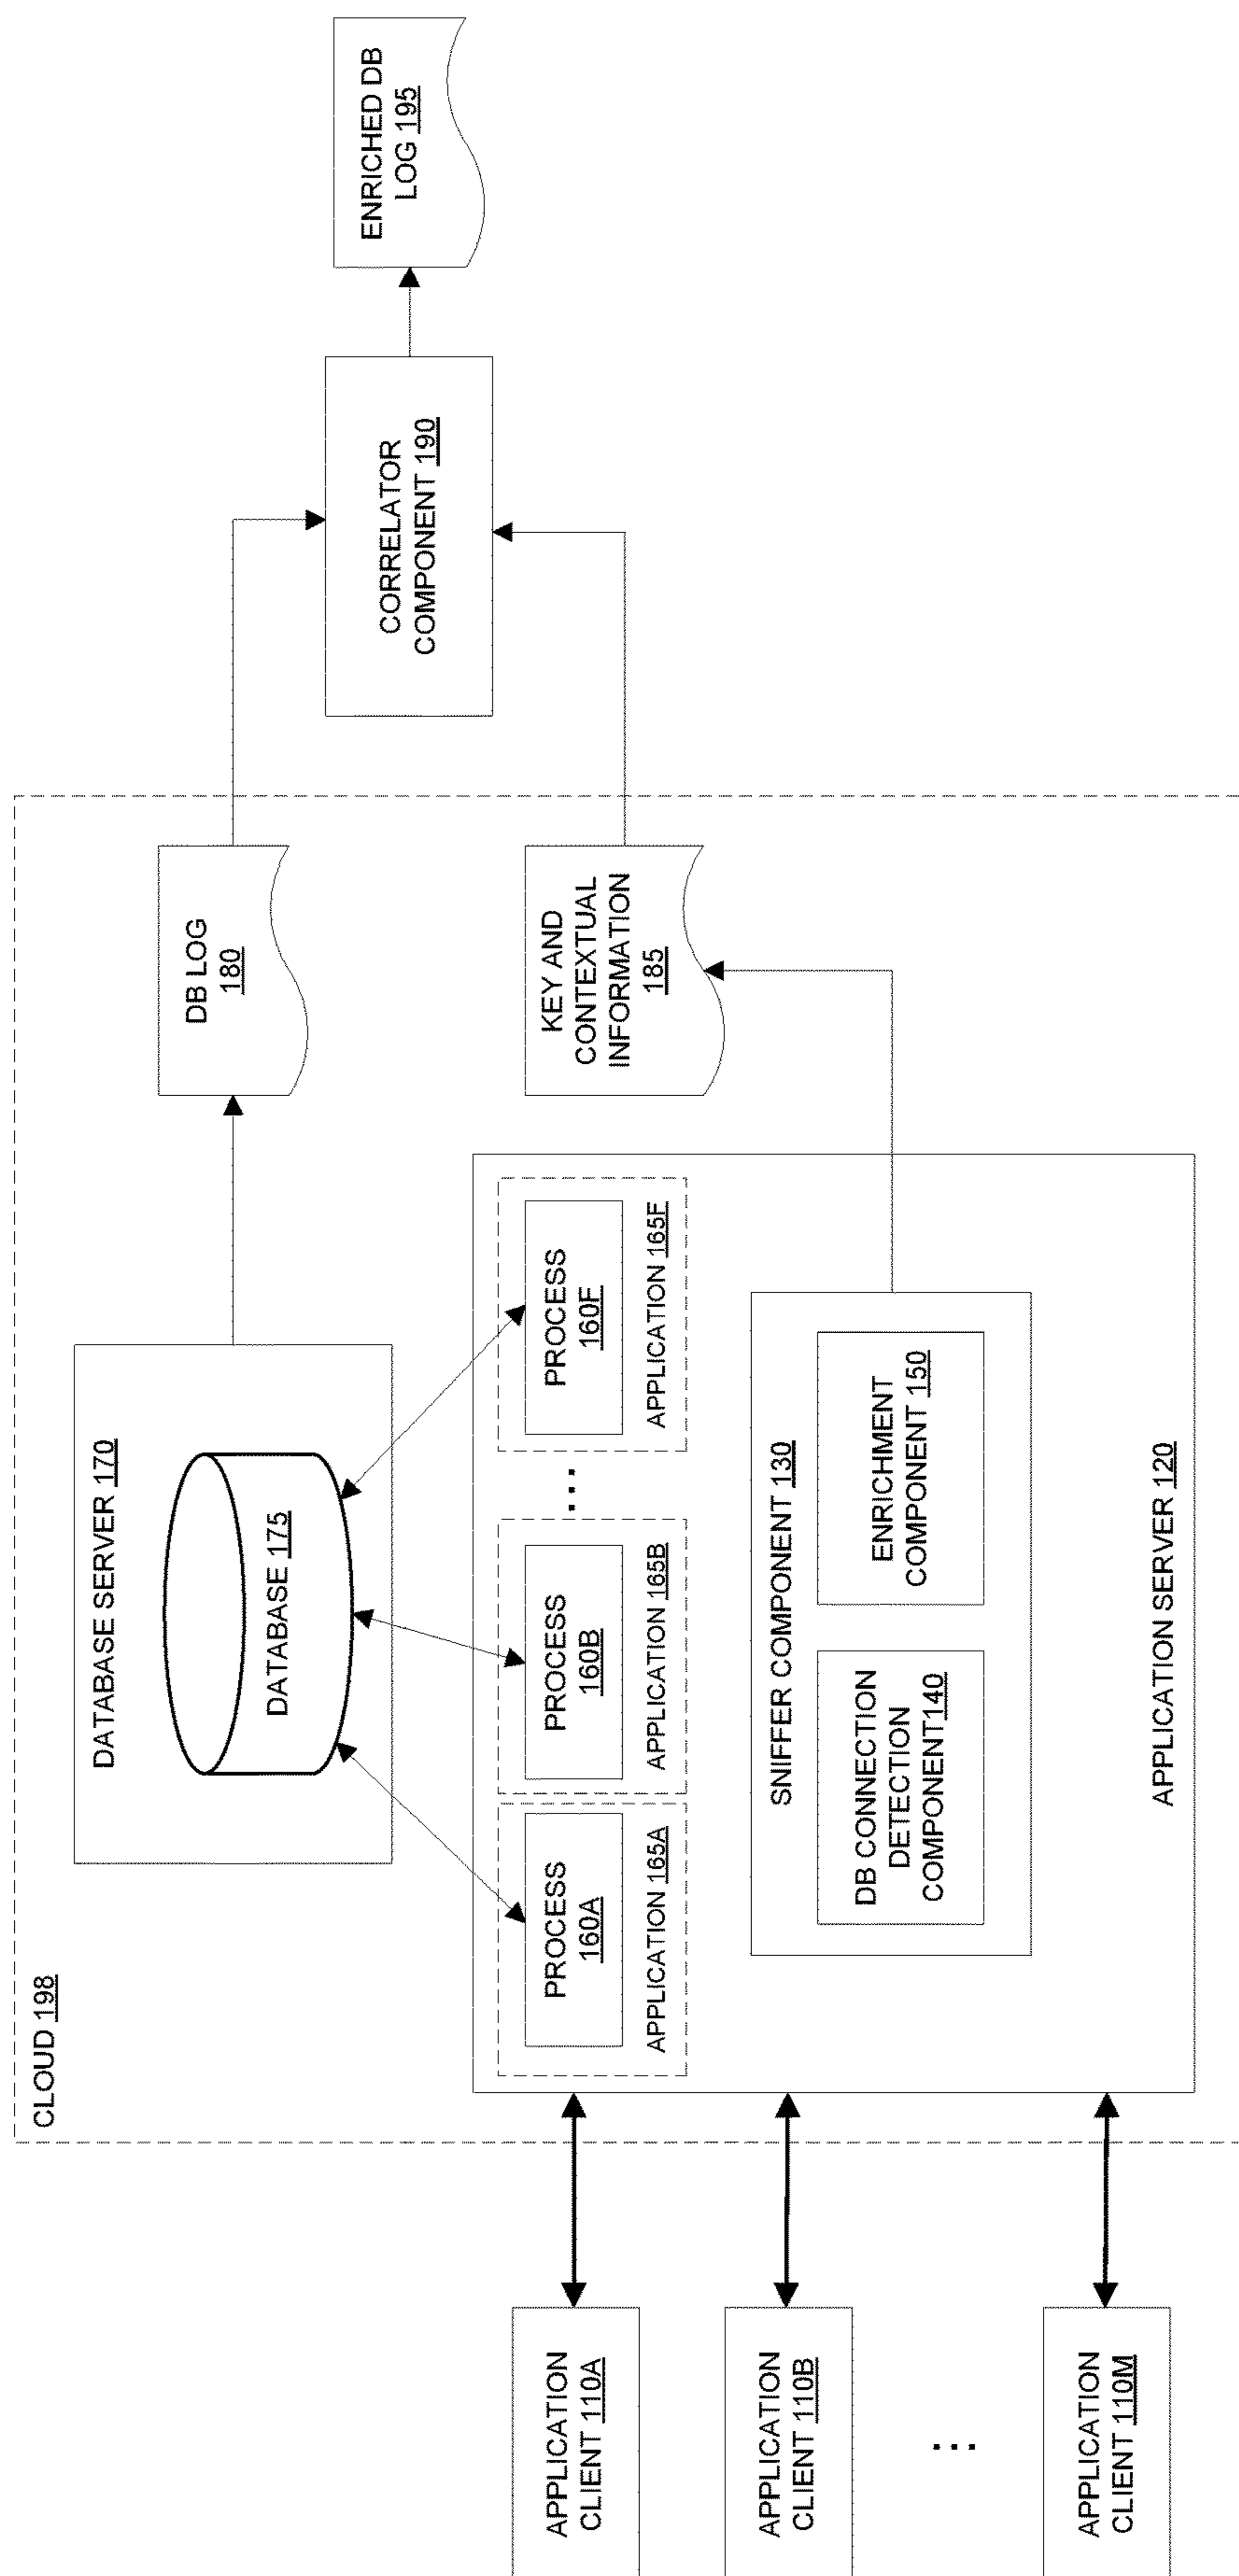 CLOUD 198
DATABASE SERVER 170
DATABASE 175
DB LOG
180
ENRICHED DB
LOG 195
CORRELATOR
COMPONENT 190
KEY AND
CONTEXTUAL
INFORMATION
185
PROCESS
160A
APPLICATION 165A
PROCESS
160B
APPLICATION 165B
...
PROCESS
160F
APPLICATION 165F
SNIFFER COMPONENT 130
DB CONNECTION
DETECTION
COMPONENT140
ENRICHMENT
COMPONENT 150
APPLICATION SERVER 120
APPLICATION
CLIENT 110A
APPLICATION
CLIENT 110B
...
APPLICATION
CLIENT 110M